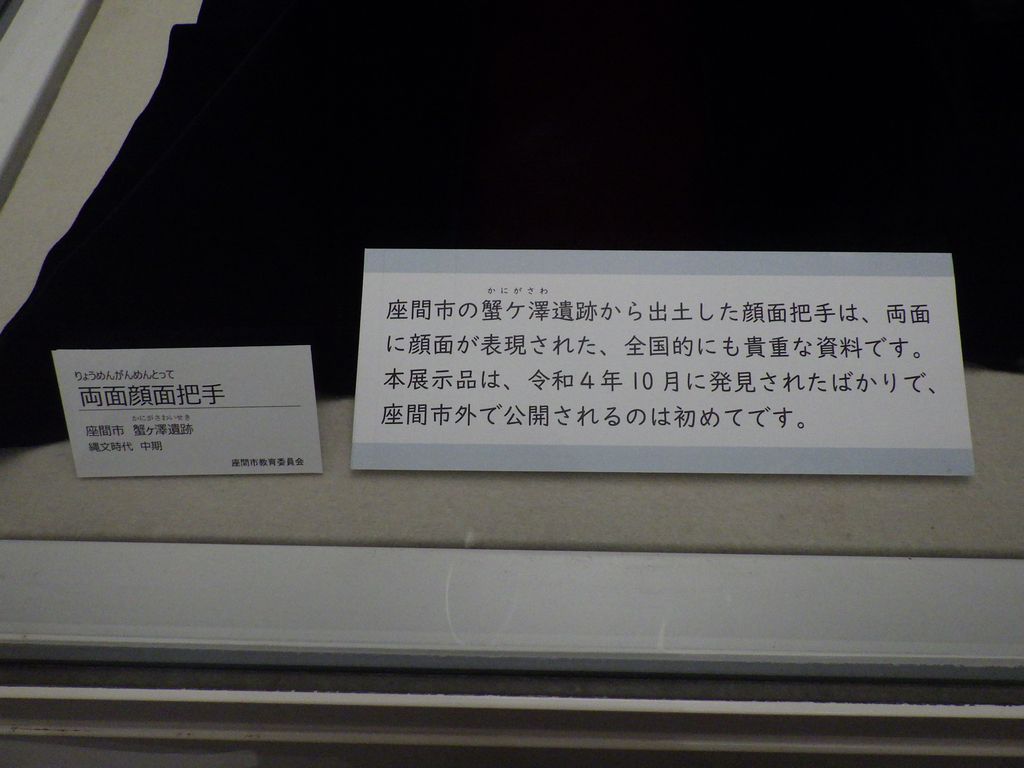 りょうめんがんめんとって
両面顔面把手
かにがさわいせき
座間市 蟹ヶ澤遺跡
縄文時代 中期
座間市教育委員会
かにがさわ
座間市の蟹ケ澤遺跡から出土した顔面把手は、両面
に顔面が表現された、全国的にも貴重な資料です。
本展示品は、令和4年10月に発見されたばかりで、
座間市外で公開されるのは初めてです。